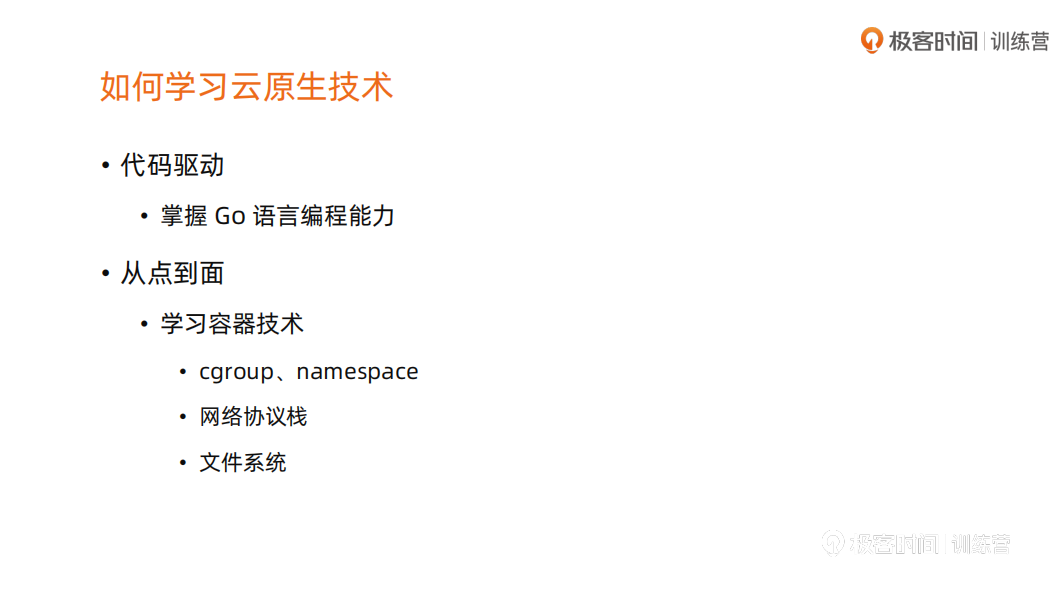 极客时间 | 训练营
如何学习云原生技术
• 代码驱动
• 掌握 Go 语言编程能力
• 从点到面
• 学习容器技术
• cgroup、namespace
• 网络协议栈
• 文件系统
极客时间 | 训练营